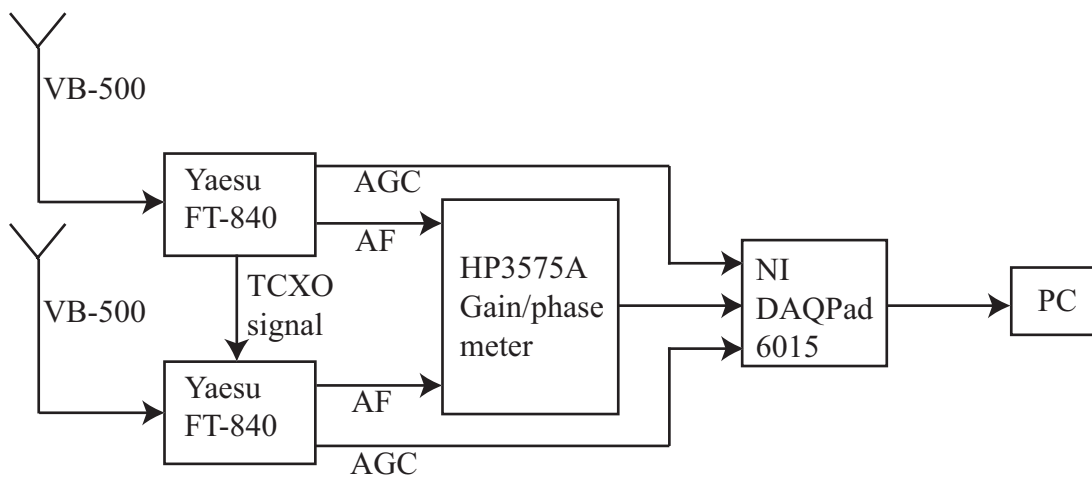 VB-500
Yaesu
FT-840
AGC
AF
TCXO
signal
HP3575A
Gain/phase
meter
NI
DAQPad
6015
PC
VB-500
Yaesu
FT-840
AF
AGC